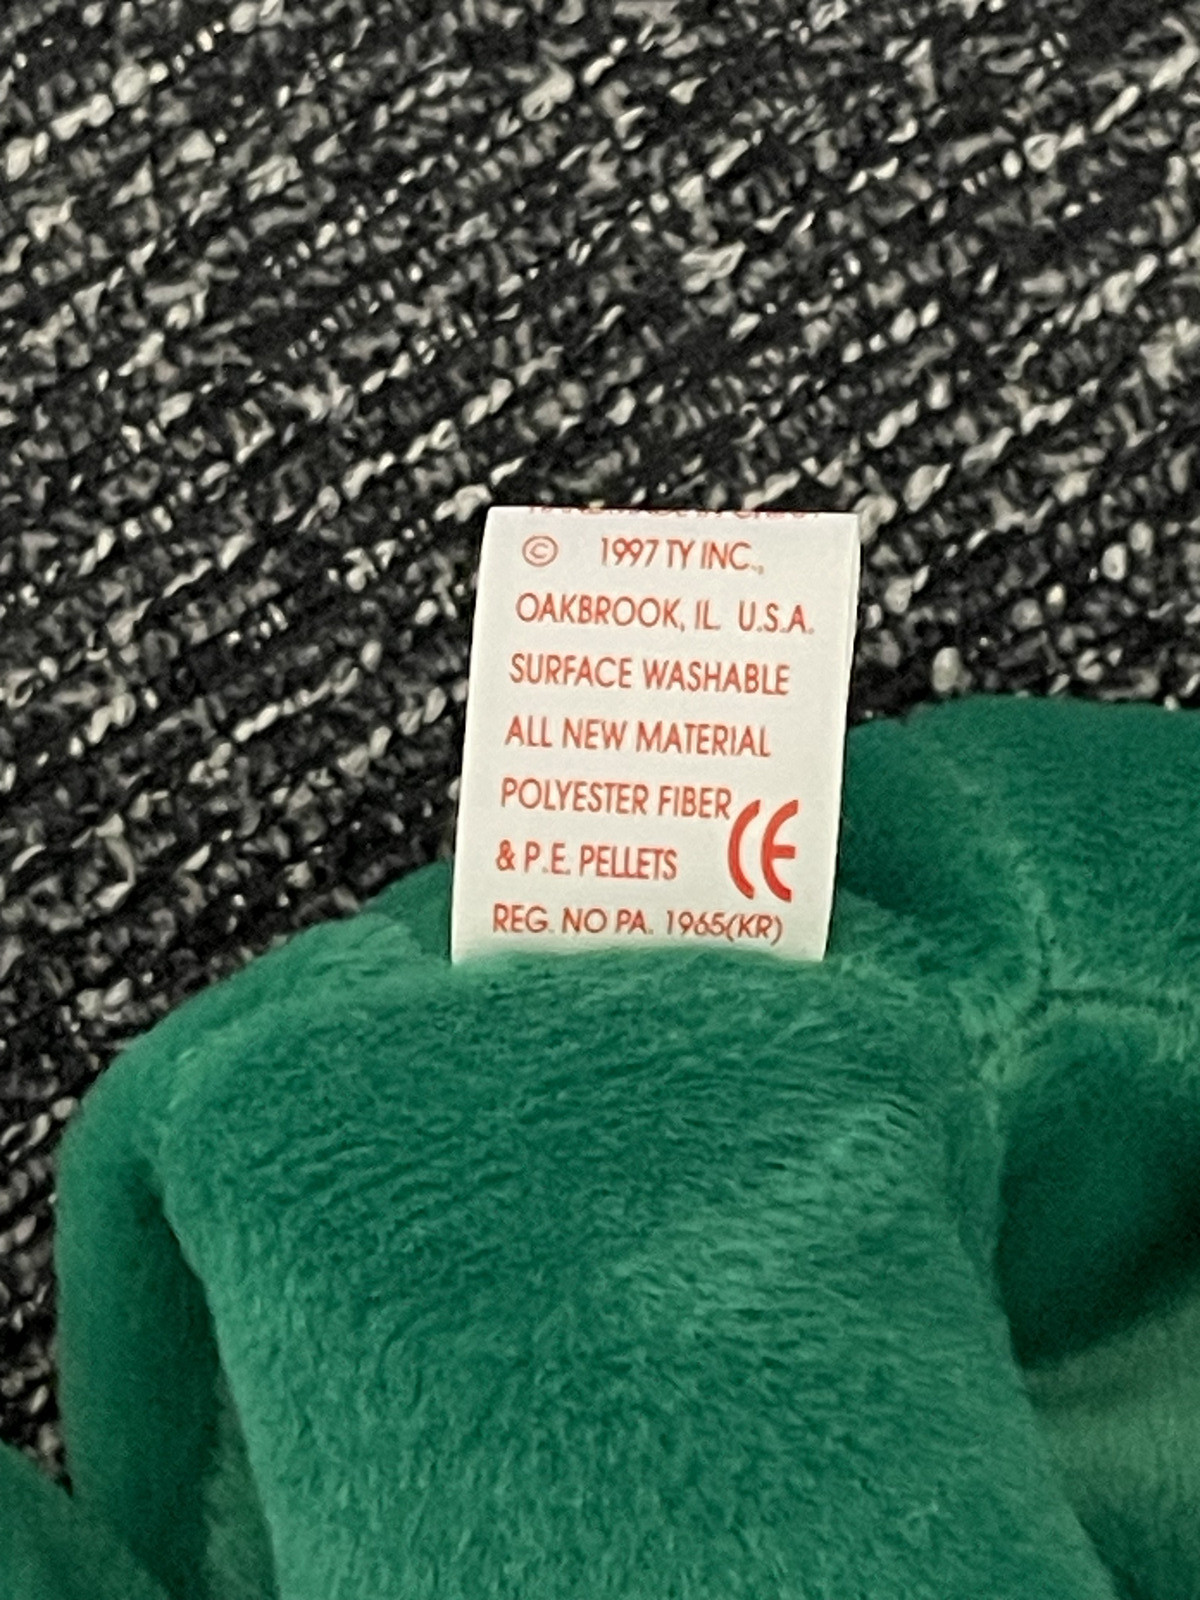 © 1997 TY INC.,
OAKBROOK, IL. U.S.A.
SURFACE WASHABLE
ALL NEW MATERIAL
POLYESTER FIBER
& P.E. PELLETS CE
REG. NO PA. 1965(KR)